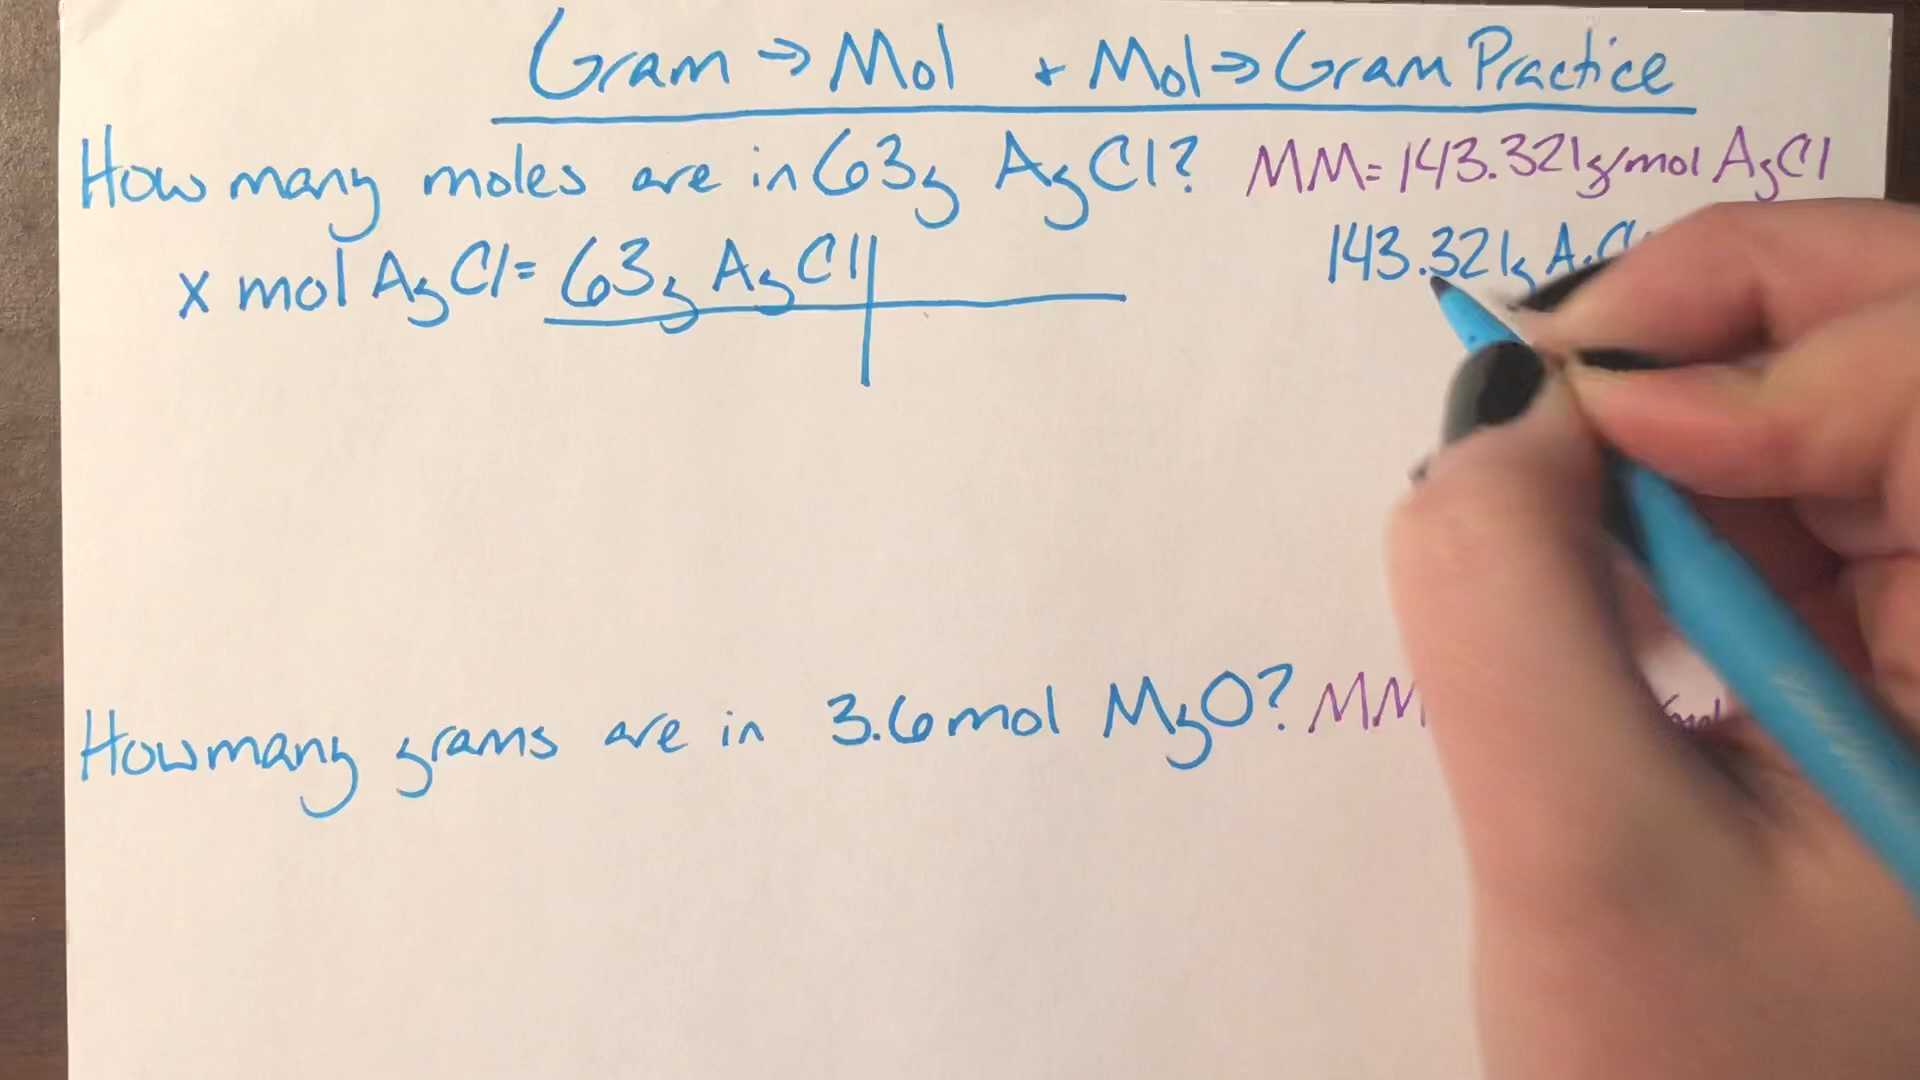 Gram → Mol + Mol → Gram Practice
How many moles are in 63g AgCl? MM = 143.321g/mol AgCl
x mol AgCl = 63g AgCl 143.321g
How many grams are in 3.6 mol MgO? MM